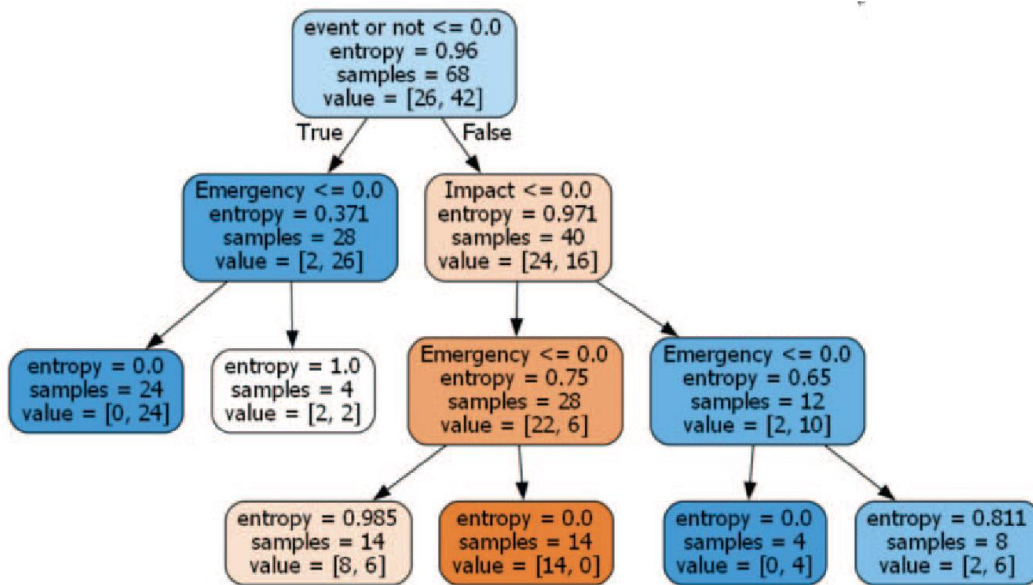 event or not <= 0.0
entropy = 0.96
samples = 68
value = [26, 42]
True
False
Emergency <= 0.0
entropy = 0.371
samples = 28
value = [2, 26]
Impact <= 0.0
entropy = 0.971
samples = 40
value = [24, 16]
entropy = 0.0
samples = 24
value = [0, 24]
entropy = 1.0
samples = 4
value = [2, 2]
Emergency <= 0.0
entropy = 0.75
samples = 28
value = [22, 6]
Emergency <= 0.0
entropy = 0.65
samples = 12
value = [2, 10]
entropy = 0.985
samples = 14
value = [8, 6]
entropy = 0.0
samples = 14
value = [14, 0]
entropy = 0.0
samples = 4
value = [0, 4]
entropy = 0.811
samples = 8
value = [2, 6]